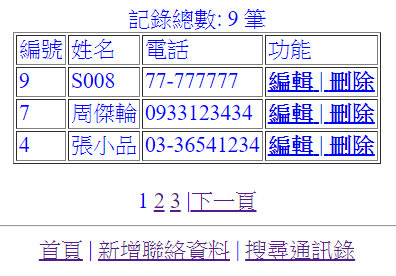 記錄總數: 9 筆
編號 姓名 電話 功能
9 S008 77-777777 編輯 | 刪除
7 周傑輪 0933123434 編輯 | 刪除
4 張小品 03-36541234 編輯 | 刪除
1 2 3 |下一頁
首頁 | 新增聯絡資料 | 搜尋通訊錄